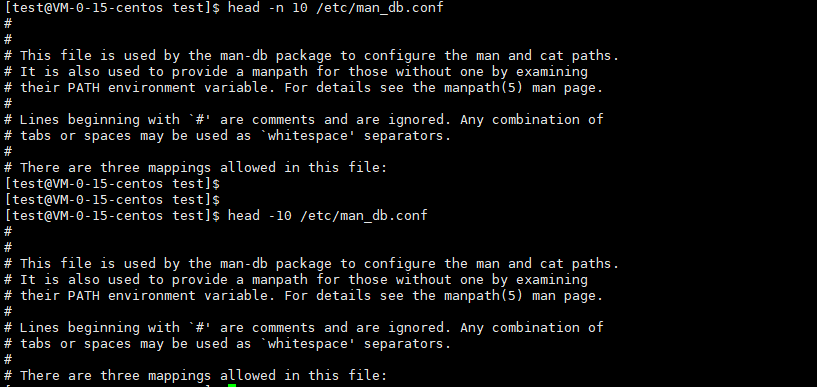 [test@VM-0-15-centos test]$ head -n 10 /etc/man_db.conf
#
#
# This file is used by the man-db package to configure the man and cat paths.
# It is also used to provide a manpath for those without one by examining
# their PATH environment variable. For details see the manpath(5) man page.
#
# Lines beginning with `#' are comments and are ignored. Any combination of
# tabs or spaces may be used as `whitespace' separators.
#
# There are three mappings allowed in this file:
[test@VM-0-15-centos test]$
[test@VM-0-15-centos test]$
[test@VM-0-15-centos test]$ head -10 /etc/man_db.conf
#
#
# This file is used by the man-db package to configure the man and cat paths.
# It is also used to provide a manpath for those without one by examining
# their PATH environment variable. For details see the manpath(5) man page.
#
# Lines beginning with `#' are comments and are ignored. Any combination of
# tabs or spaces may be used as `whitespace' separators.
#
# There are three mappings allowed in this file: